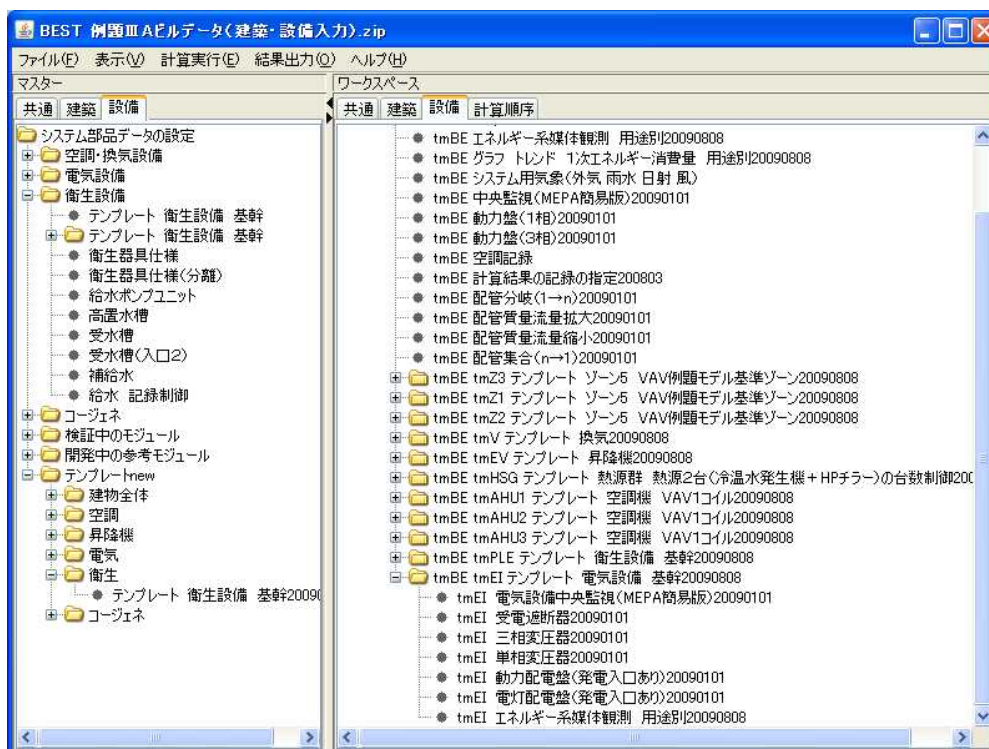 BEST 例題ⅢAビルデータ(建築・設備入力).zip
ファイル(F) 表示(V) 計算実行(E) 結果出力(O) ヘルプ(H)
マスター
共通 建築 設備
システム部品データの設定
空調・換気設備
電気設備
衛生設備
テンプレート 衛生設備 基幹
テンプレート 衛生設備 基幹
衛生器具仕様
衛生器具仕様(分離)
給水ポンプユニット
高置水槽
受水槽
受水槽(入口2)
補給水
給水 記録制御
コージェネ
検証中のモジュール
開発中の参考モジュール
テンプレートnew
建物全体
空調
昇降機
電気
衛生
テンプレート 衛生設備 基幹2009
コージェネ
ワークスペース
共通 建築 設備 計算順序
tmBE エネルギー系媒体観測 用途別20090808
tmBE グラフ トレンド 1次エネルギー消費量 用途別20090808
tmBE システム用気象(外気 雨水 日射 風)
tmBE 中央監視(MEPA簡易版)20090101
tmBE 動力盤(1相)20090101
tmBE 動力盤(3相)20090101
tmBE 空調記録
tmBE 計算結果の記録の指定200803
tmBE 配管分岐(1→n)20090101
tmBE 配管質量流量拡大20090101
tmBE 配管質量流量縮小20090101
tmBE 配管集合(n→1)20090101
tmBE tmZ3 テンプレート ゾーン5 VAV例題モデル基準ゾーン20090808
tmBE tmZ1 テンプレート ゾーン5 VAV例題モデル基準ゾーン20090808
tmBE tmZ2 テンプレート ゾーン5 VAV例題モデル基準ゾーン20090808
tmBE tmV テンプレート 換気20090808
tmBE tmEV テンプレート 昇降機20090808
tmBE tmHSG テンプレート 熱源群 熱源2台(冷温水発生機+HPチラー)の台数制御200
tmBE tmAHU1 テンプレート 空調機 VAV1コイル20090808
tmBE tmAHU2 テンプレート 空調機 VAV1コイル20090808
tmBE tmAHU3 テンプレート 空調機 VAV1コイル20090808
tmBE tmPLE テンプレート 衛生設備 基幹20090808
tmBE tmEI テンプレート 電気設備 基幹20090808
tmEI 電気設備中央監視(MEPA簡易版)20090101
tmEI 受電遮断器20090101
tmEI 三相変圧器20090101
tmEI 単相変圧器20090101
tmEI 動力配電盤(発電入口あり)20090101
tmEI 電灯配電盤(発電入口あり)20090101
tmEI エネルギー系媒体観測 用途別20090808